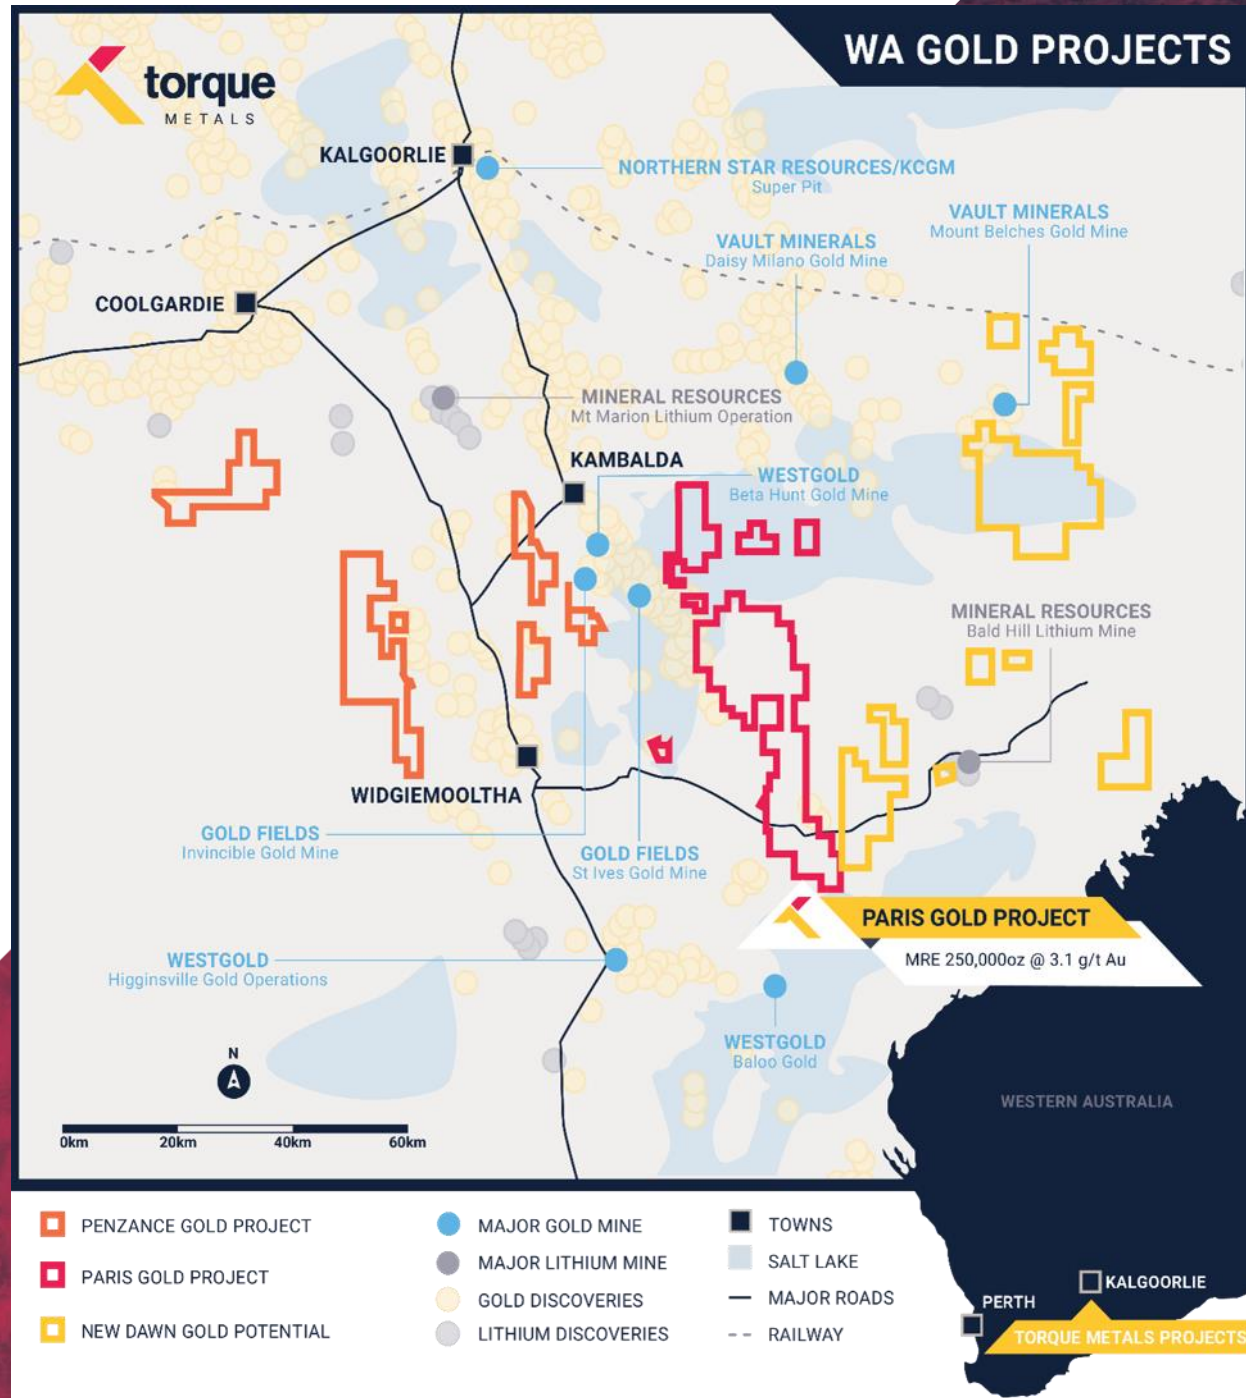 WA GOLD PROJECTS
torque
METALS
KALGOORLIE
NORTHERN STAR RESOURCES/KCGM
Super Pit
VAULT MINERALS
Mount Belches Gold Mine
VAULT MINERALS
Daisy Milano Gold Mine
COOLGARDIE
MINERAL RESOURCES
Mt Marion Lithium Operation
KAMBALDA
WESTGOLD
Beta Hunt Gold Mine
MINERAL RESOURCES
Bald Hill Lithium Mine
WIDGIEMOOLTHA
GOLD FIELDS
Invincible Gold Mine
GOLD FIELDS
St Ives Gold Mine
PARIS GOLD PROJECT
MRE 250,000oz @ 3.1 g/t Au
WESTGOLD
Higginsville Gold Operations
WESTGOLD
Baloo Gold
N
0km 20km 40km 60km
WESTERN AUSTRALIA
PENZANCE GOLD PROJECT
PARIS GOLD PROJECT
NEW DAWN GOLD POTENTIAL
MAJOR GOLD MINE
MAJOR LITHIUM MINE
GOLD DISCOVERIES
LITHIUM DISCOVERIES
TOWNS
SALT LAKE
MAJOR ROADS
RAILWAY
KALGOORLIE
PERTH
TORQUE METALS PROJECTS